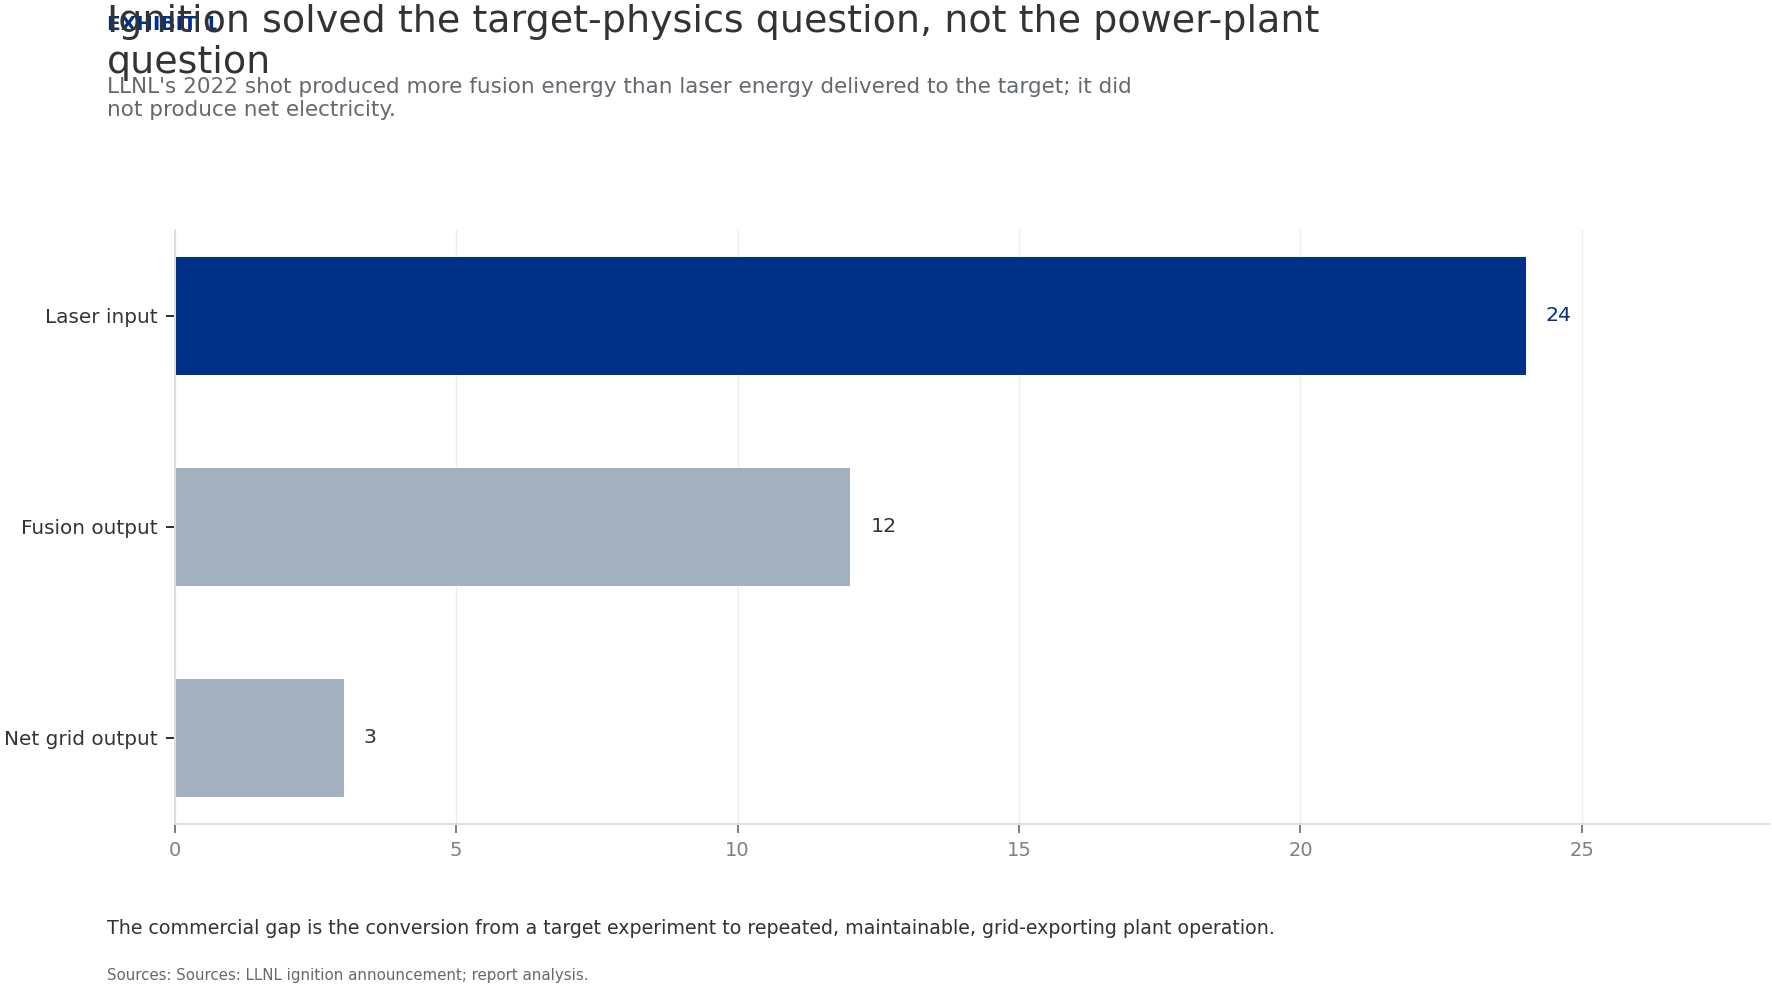 EXHIBIT 1
Ignition solved the target-physics question, not the power-plant
question
LLNL's 2022 shot produced more fusion energy than laser energy delivered to the target; it did
not produce net electricity.
Laser input
24
Fusion output
12
Net grid output
3
0 5 10 15 20 25
The commercial gap is the conversion from a target experiment to repeated, maintainable, grid-exporting plant operation.
Sources: Sources: LLNL ignition announcement; report analysis.